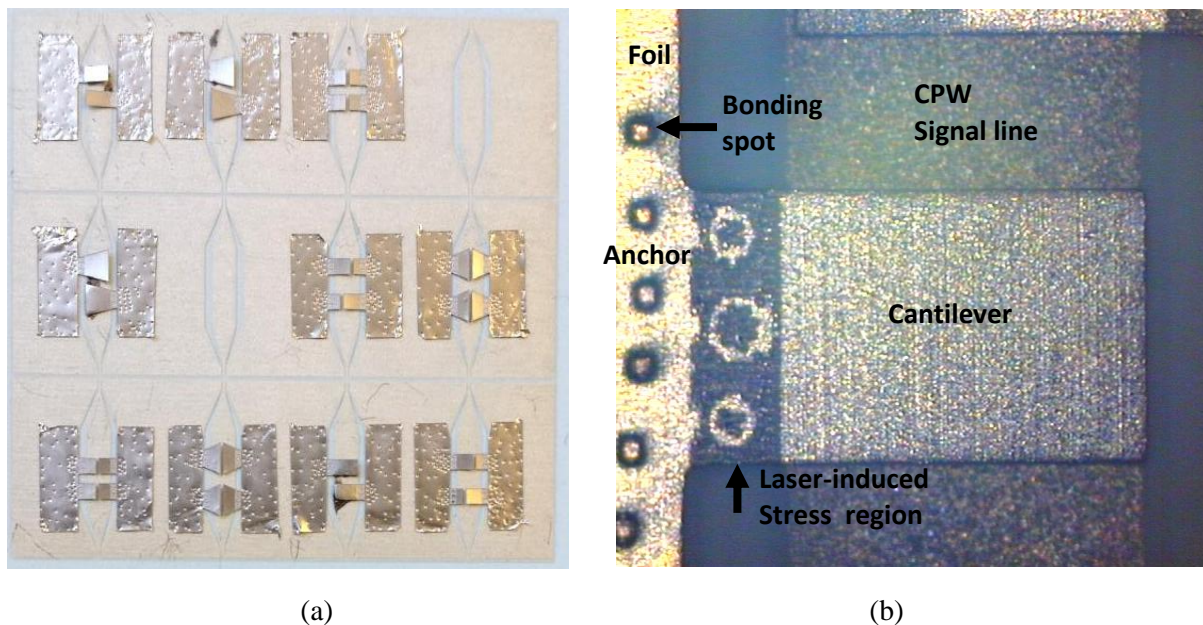 Foil
Bonding
spot
CPW
Signal line
Anchor
Cantilever
Laser-induced
Stress region
(a)
(b)